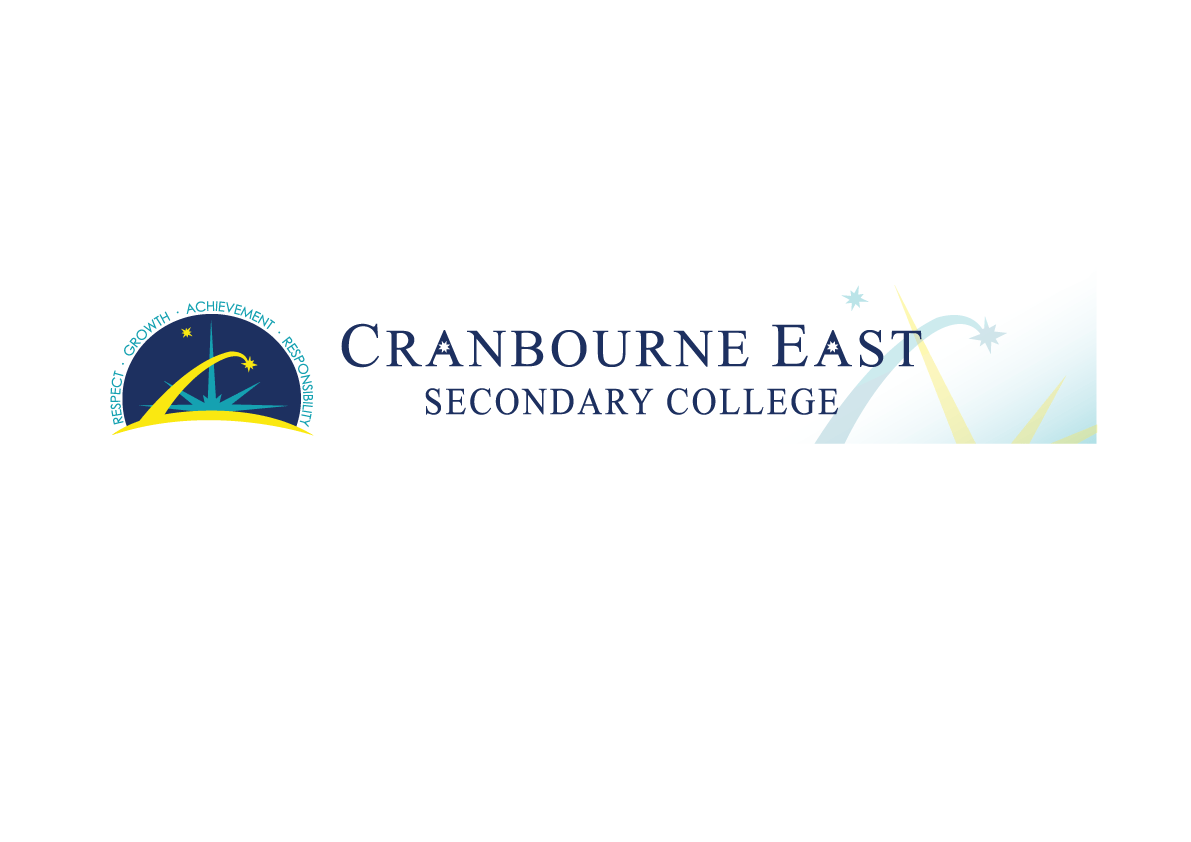 RESPECT · GROWTH · ACHIEVEMENT · RESPONSIBILITY
CRANBOURNE EAST
SECONDARY COLLEGE